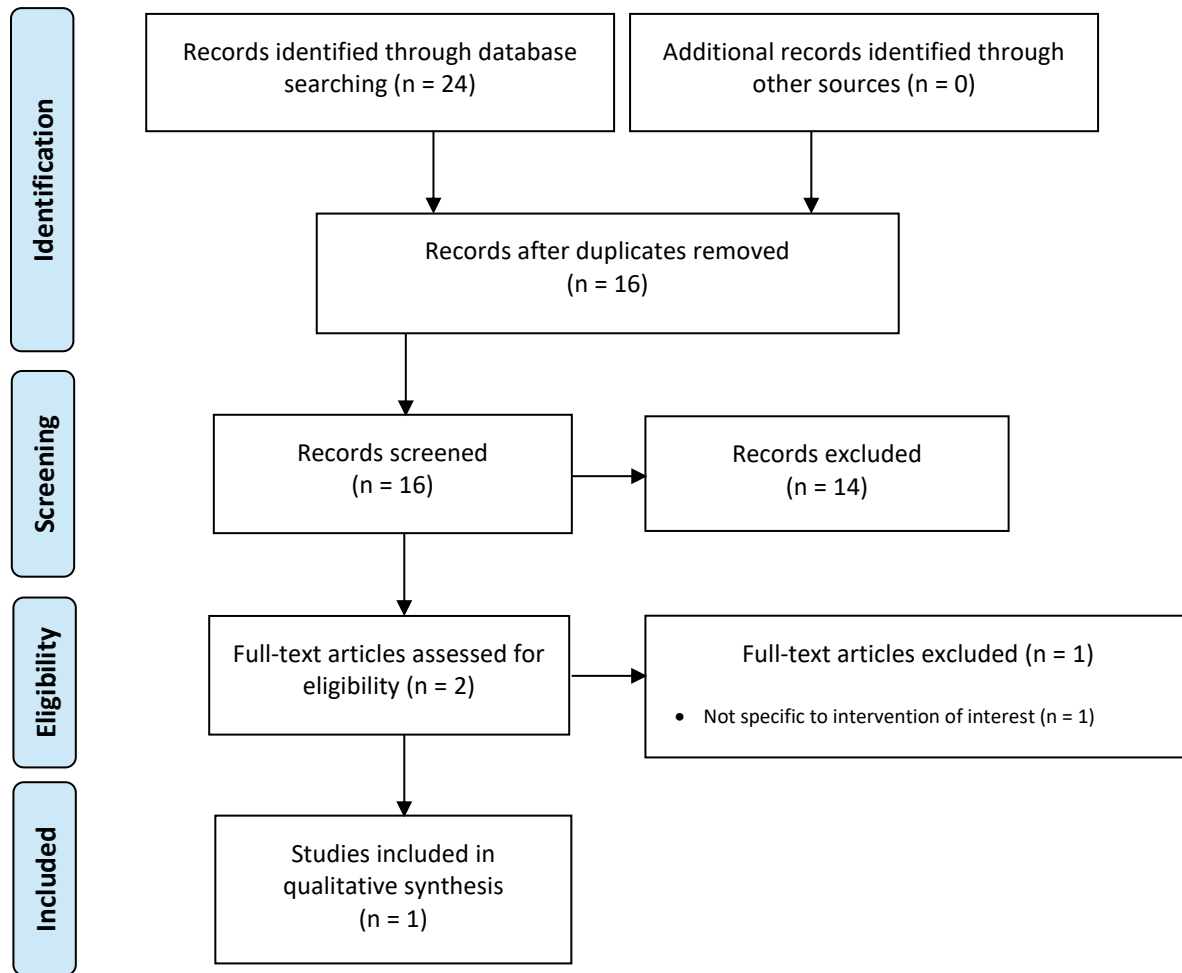 Identification
Records identified through database
searching (n = 24)
Additional records identified through
other sources (n = 0)
Records after duplicates removed
(n = 16)
Screening
Records screened
(n = 16)
Records excluded
(n = 14)
Eligibility
Full-text articles assessed for
eligibility (n = 2)
Full-text articles excluded (n = 1)
• Not specific to intervention of interest (n = 1)
Included
Studies included in
qualitative synthesis
(n = 1)